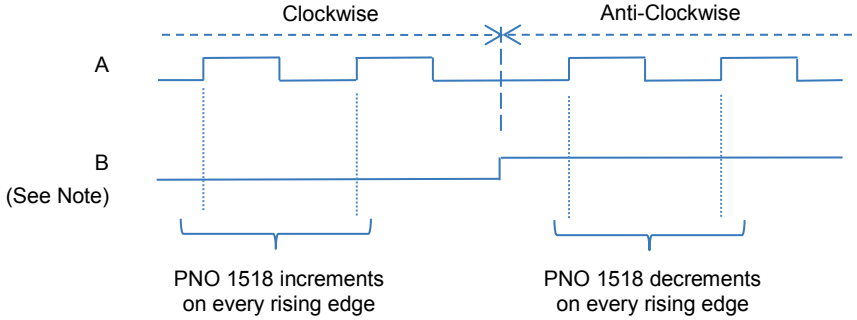 Clockwise
Anti-Clockwise
A
B
(See Note)
PNO 1518 increments
on every rising edge
PNO 1518 decrements
on every rising edge